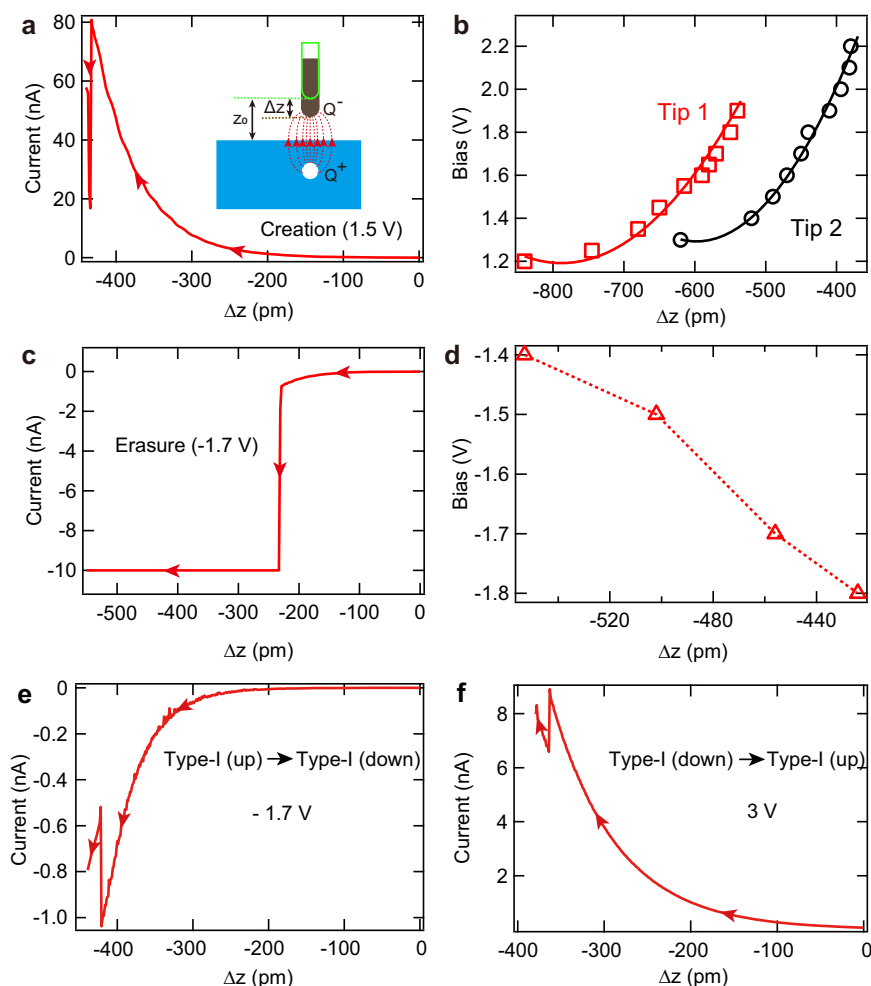 a
80
60
40
20
0
Current (nA)
-400
-300
-200
-100
0
Δz (pm)
z₀
Δz
Q⁻
Q⁺
Creation (1.5 V)
b
2.2
2.0
1.8
1.6
1.4
1.2
Bias (V)
-800
-700
-600
-500
-400
Δz (pm)
Tip 1
Tip 2
c
0
-2
-4
-6
-8
-10
Current (nA)
-500
-400
-300
-200
-100
0
Δz (pm)
Erasure (-1.7 V)
d
-1.4
-1.5
-1.6
-1.7
-1.8
Bias (V)
-520
-480
-440
Δz (pm)
e
0
-0.2
-0.4
-0.6
-0.8
-1.0
Current (nA)
-400
-300
-200
-100
0
Δz (pm)
Type-I (up) → Type-I (down)
- 1.7 V
f
8
6
4
2
Current (nA)
-400
-300
-200
-100
0
Δz (pm)
Type-I (down) → Type-I (up)
3 V